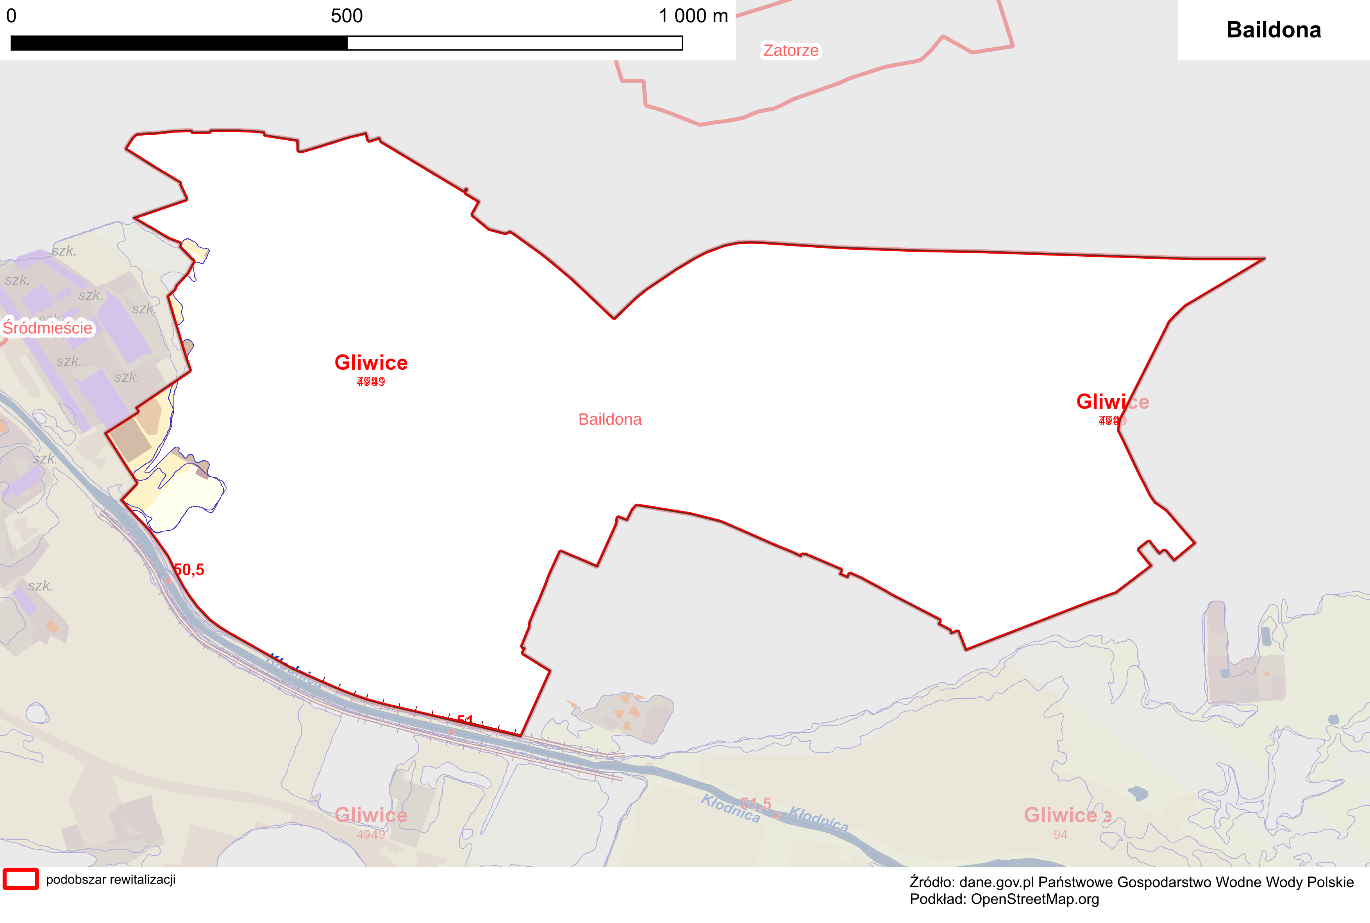 0 500 1 000 m
Baildona
Zatorze
szk.
szk.
szk.
szk.
Śródmieście
szk.
szk.
Gliwice
Gliwice
Baildona
szk.
50,5
szk.
51
51,5
Kłodnica
Kłodnica
Gliwice
4949
Gliwice
94
podobszar rewitalizacji
Źródło: dane.gov.pl Państwowe Gospodarstwo Wodne Wody Polskie
Podkład: OpenStreetMap.org